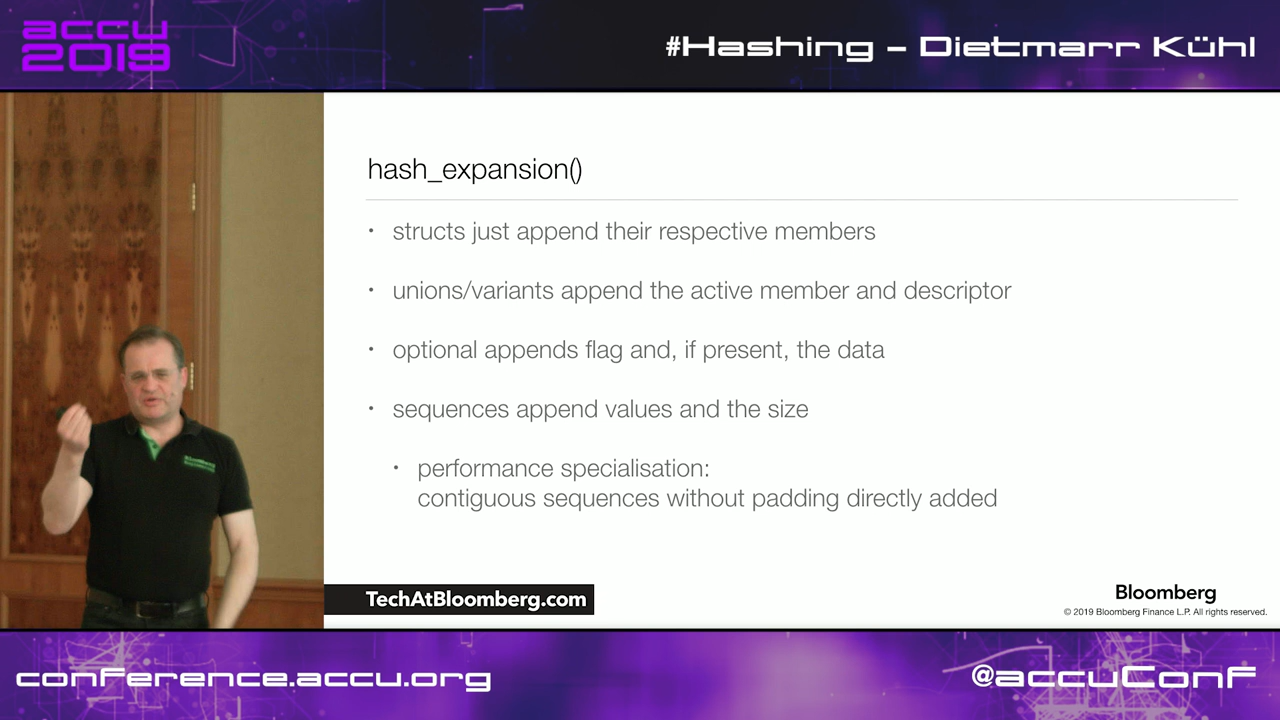 accu
2019
#Hashing – Dietmarr Kühl
hash_expansion()
• structs just append their respective members
• unions/variants append the active member and descriptor
• optional appends flag and, if present, the data
• sequences append values and the size
• performance specialisation:
contiguous sequences without padding directly added
Bloomberg
TechAtBloomberg.com
Bloomberg
© 2019 Bloomberg Finance L.P. All rights reserved.
conference.accu.org
@accuConf